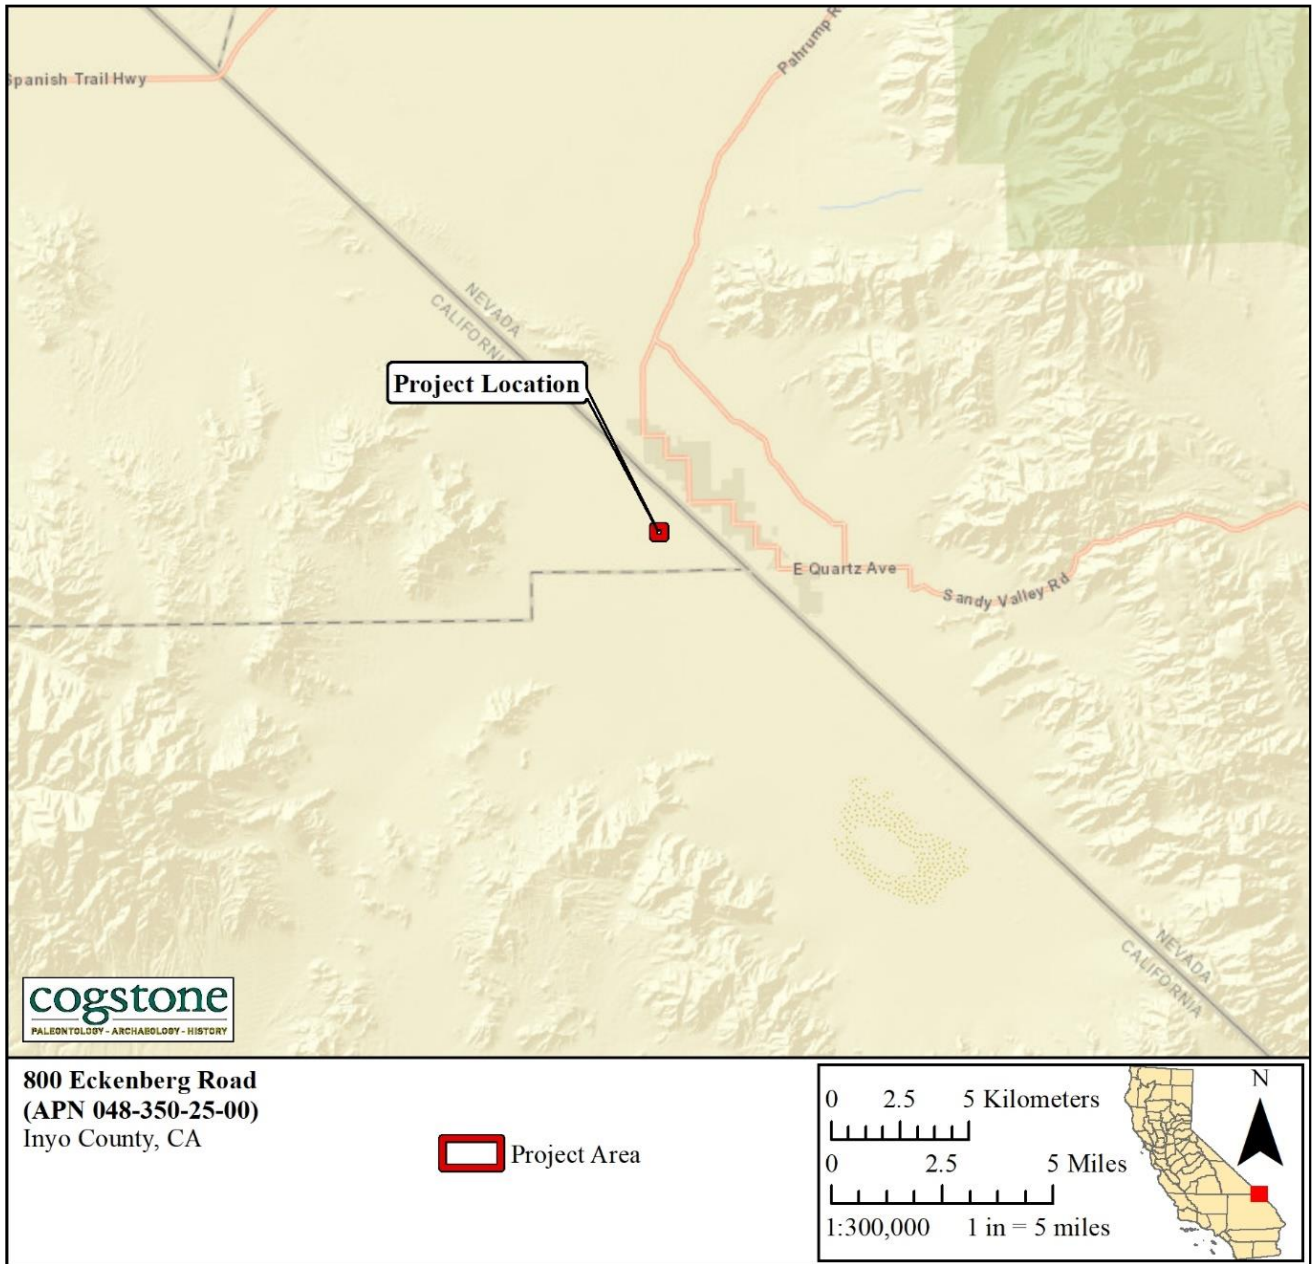 Spanish Trail Hwy
Pahrump R
NEVADA
CALIFORNI
Project Location
E Quartz Ave
Sandy Valley Rd
NEVADA
CALIFORNIA
cogstone
PALEONTOLOGY - ARCHAEOLOGY - HISTORY
800 Eckenberg Road
(APN 048-350-25-00)
Inyo County, CA
Project Area
0 2.5 5 Kilometers
0 2.5 5 Miles
1:300,000 1 in = 5 miles
N